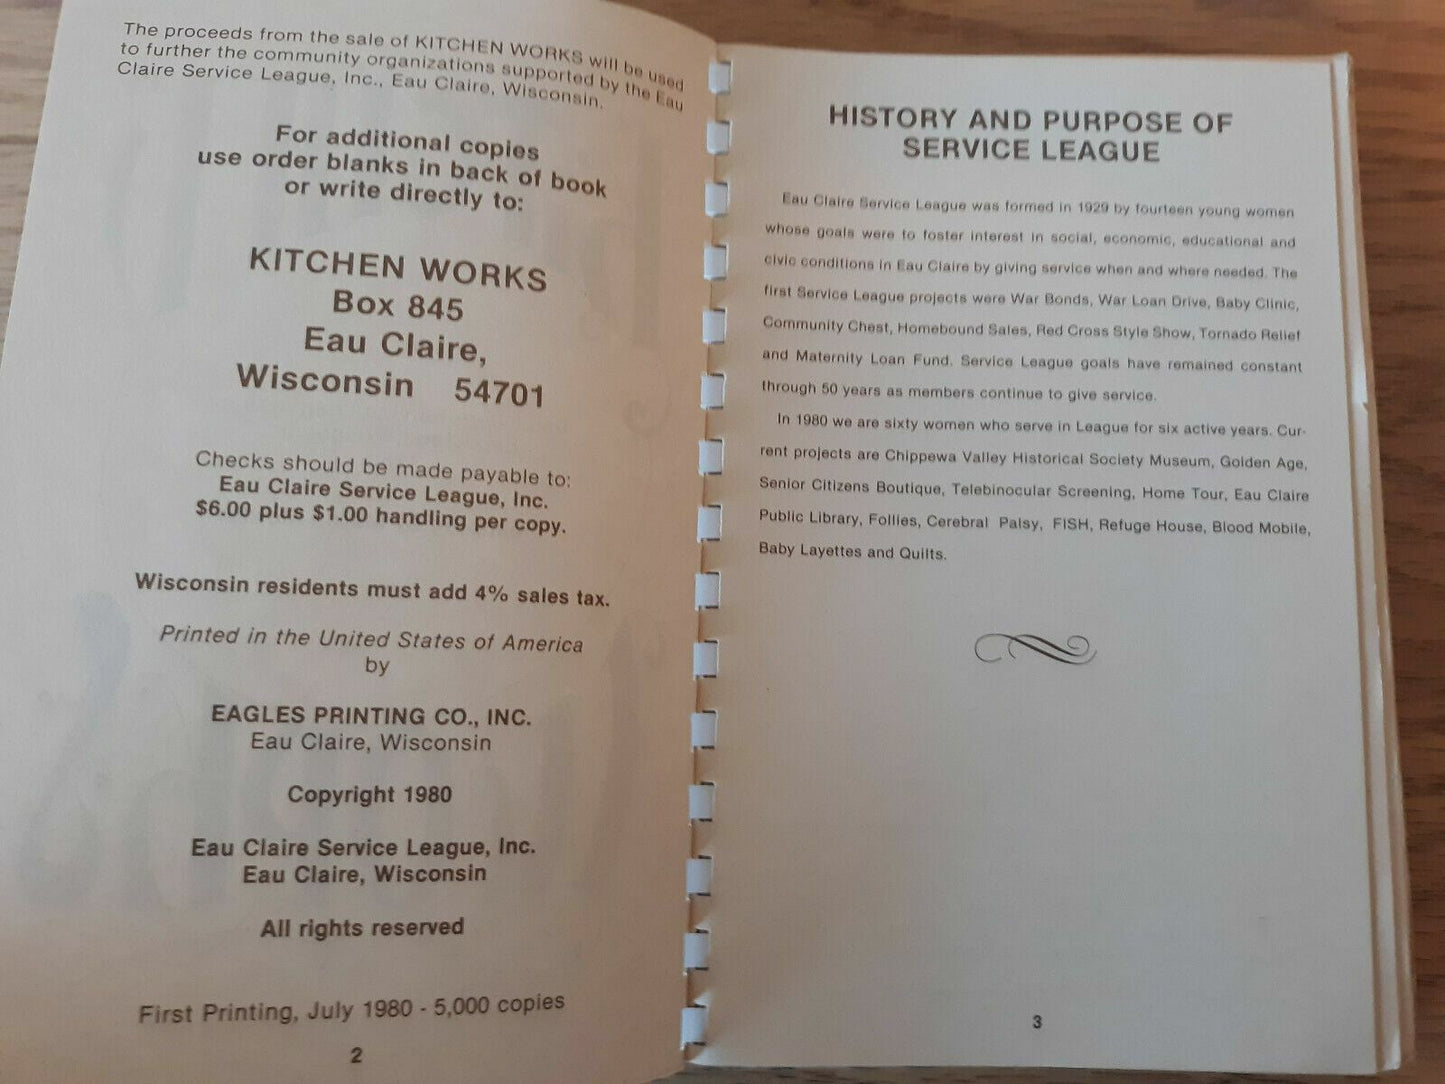 The proceeds from the sale of KITCHEN WORKS will be used
to further the community organizations supported by the Eau
Claire Service League, Inc., Eau Claire, Wisconsin.
For additional copies
use order blanks in back of book
or write directly to:
KITCHEN WORKS
Box 845
Eau Claire,
Wisconsin 54701
Checks should be made payable to:
Eau Claire Service League, Inc.
$6.00 plus $1.00 handling per copy.
Wisconsin residents must add 4% sales tax.
Printed in the United States of America
by
EAGLES PRINTING CO., INC.
Eau Claire, Wisconsin
Copyright 1980
Eau Claire Service League, Inc.
Eau Claire, Wisconsin
All rights reserved
First Printing, July 1980 - 5,000 copies
2
HISTORY AND PURPOSE OF
SERVICE LEAGUE
Eau Claire Service League was formed in 1929 by fourteen young women
whose goals were to foster interest in social, economic, educational and
civic conditions in Eau Claire by giving service when and where needed. The
first Service League projects were War Bonds, War Loan Drive, Baby Clinic,
Community Chest, Homebound Sales, Red Cross Style Show, Tornado Relief
and Maternity Loan Fund. Service League goals have remained constant
through 50 years as members continue to give service.
In 1980 we are sixty women who serve in League for six active years. Cur-
rent projects are Chippewa Valley Historical Society Museum, Golden Age,
Senior Citizens Boutique, Telebinocular Screening, Home Tour, Eau Claire
Public Library, Follies, Cerebral Palsy, FISH, Refuge House, Blood Mobile,
Baby Layettes and Quilts.
3